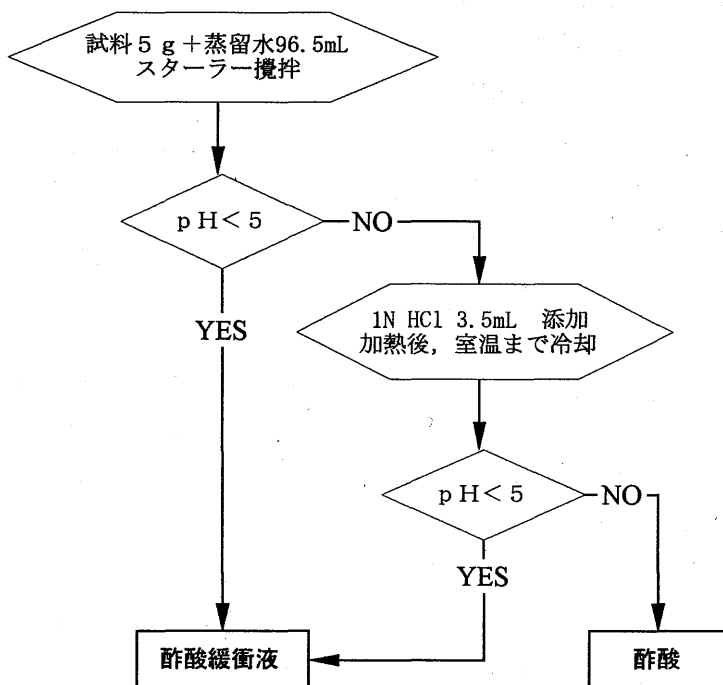 試料５ｇ＋蒸留水96.5mL
スターラー攪拌
ｐＨ＜５
NO
YES
1N HCl 3.5mL　添加
加熱後，室温まで冷却
ｐＨ＜５
NO
YES
酢酸緩衝液
酢酸